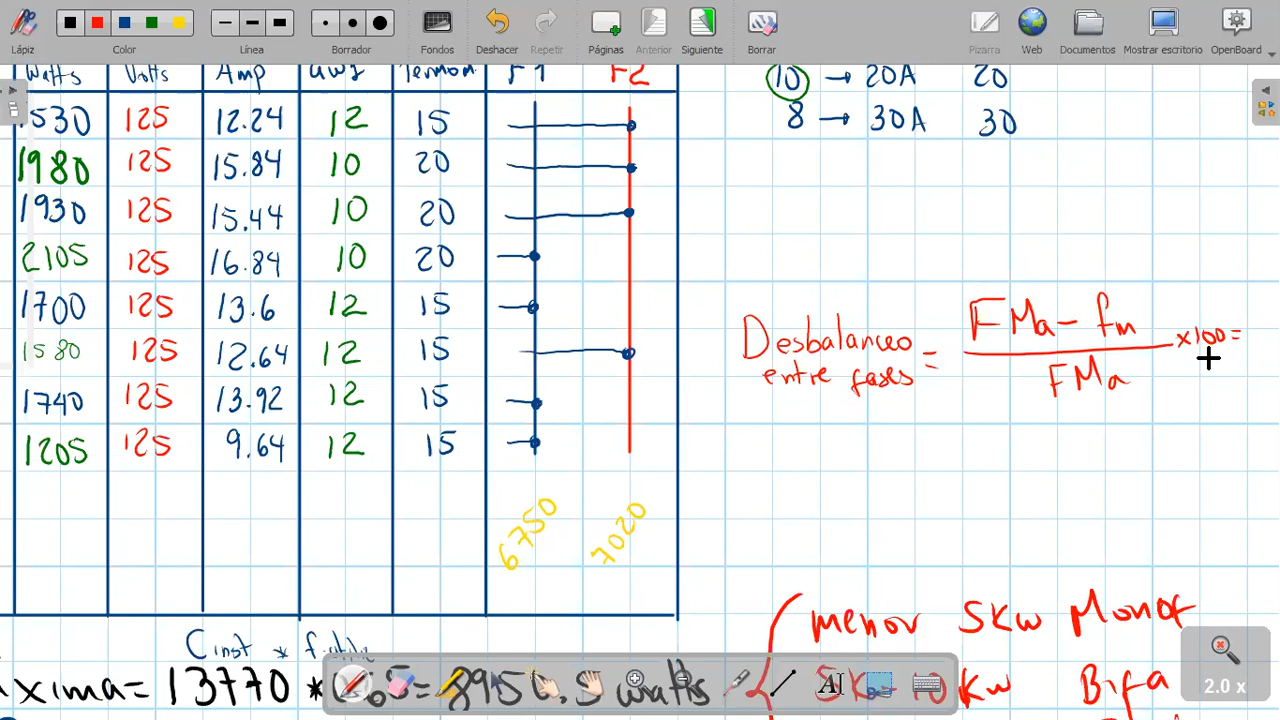 Lápiz Color Línea Borrador Fondos Deshacer Repetir Páginas Anterior Siguiente Borrar Pizarra Web Documentos Mostrar escritorio OpenBoard
Watts Volts Amp F1 F2
1530 125 12.24 12 15
1980 125 15.84 10 20
1930 125 15.44 10 20
2105 125 16.84 10 20
1700 125 13.6 12 15
1580 125 12.64 12 15
1740 125 13.92 12 15
1205 125 9.64 12 15
6750 7020
10 → 20A 20
8 → 30A 30
Desbalanceo
entre fases =
FMa - fm
FMa
x100=
Cinst * f.
xima= 13770 *
watts
menor 5Kw Monof
Kw Bifa
2.0 x